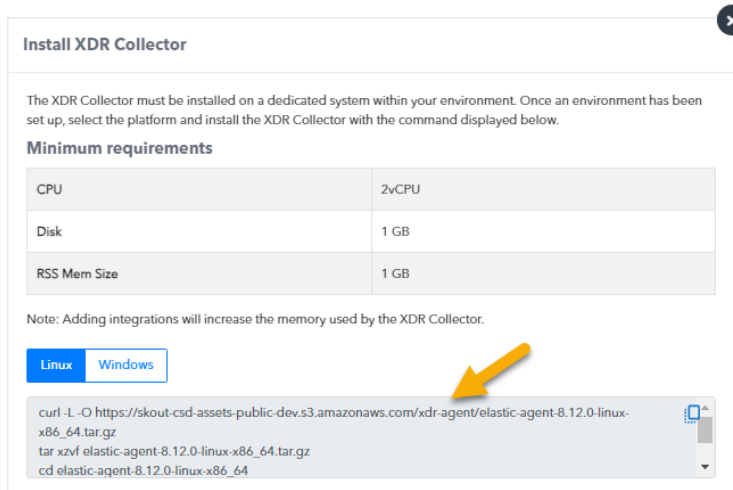 Install XDR Collector
The XDR Collector must be installed on a dedicated system within your environment. Once an environment has been
set up, select the platform and install the XDR Collector with the command displayed below.
Minimum requirements
CPU 2vCPU
Disk 1 GB
RSS Mem Size 1 GB
Note: Adding integrations will increase the memory used by the XDR Collector.
Linux Windows
curl -L -O https://skout-csd-assets-public-dev.s3.amazonaws.com/xdr-agent/elastic-agent-8.12.0-linux-
x86_64.tar.gz
tar xzvf elastic-agent-8.12.0-linux-x86_64.tar.gz
cd elastic-agent-8.12.0-linux-x86_64